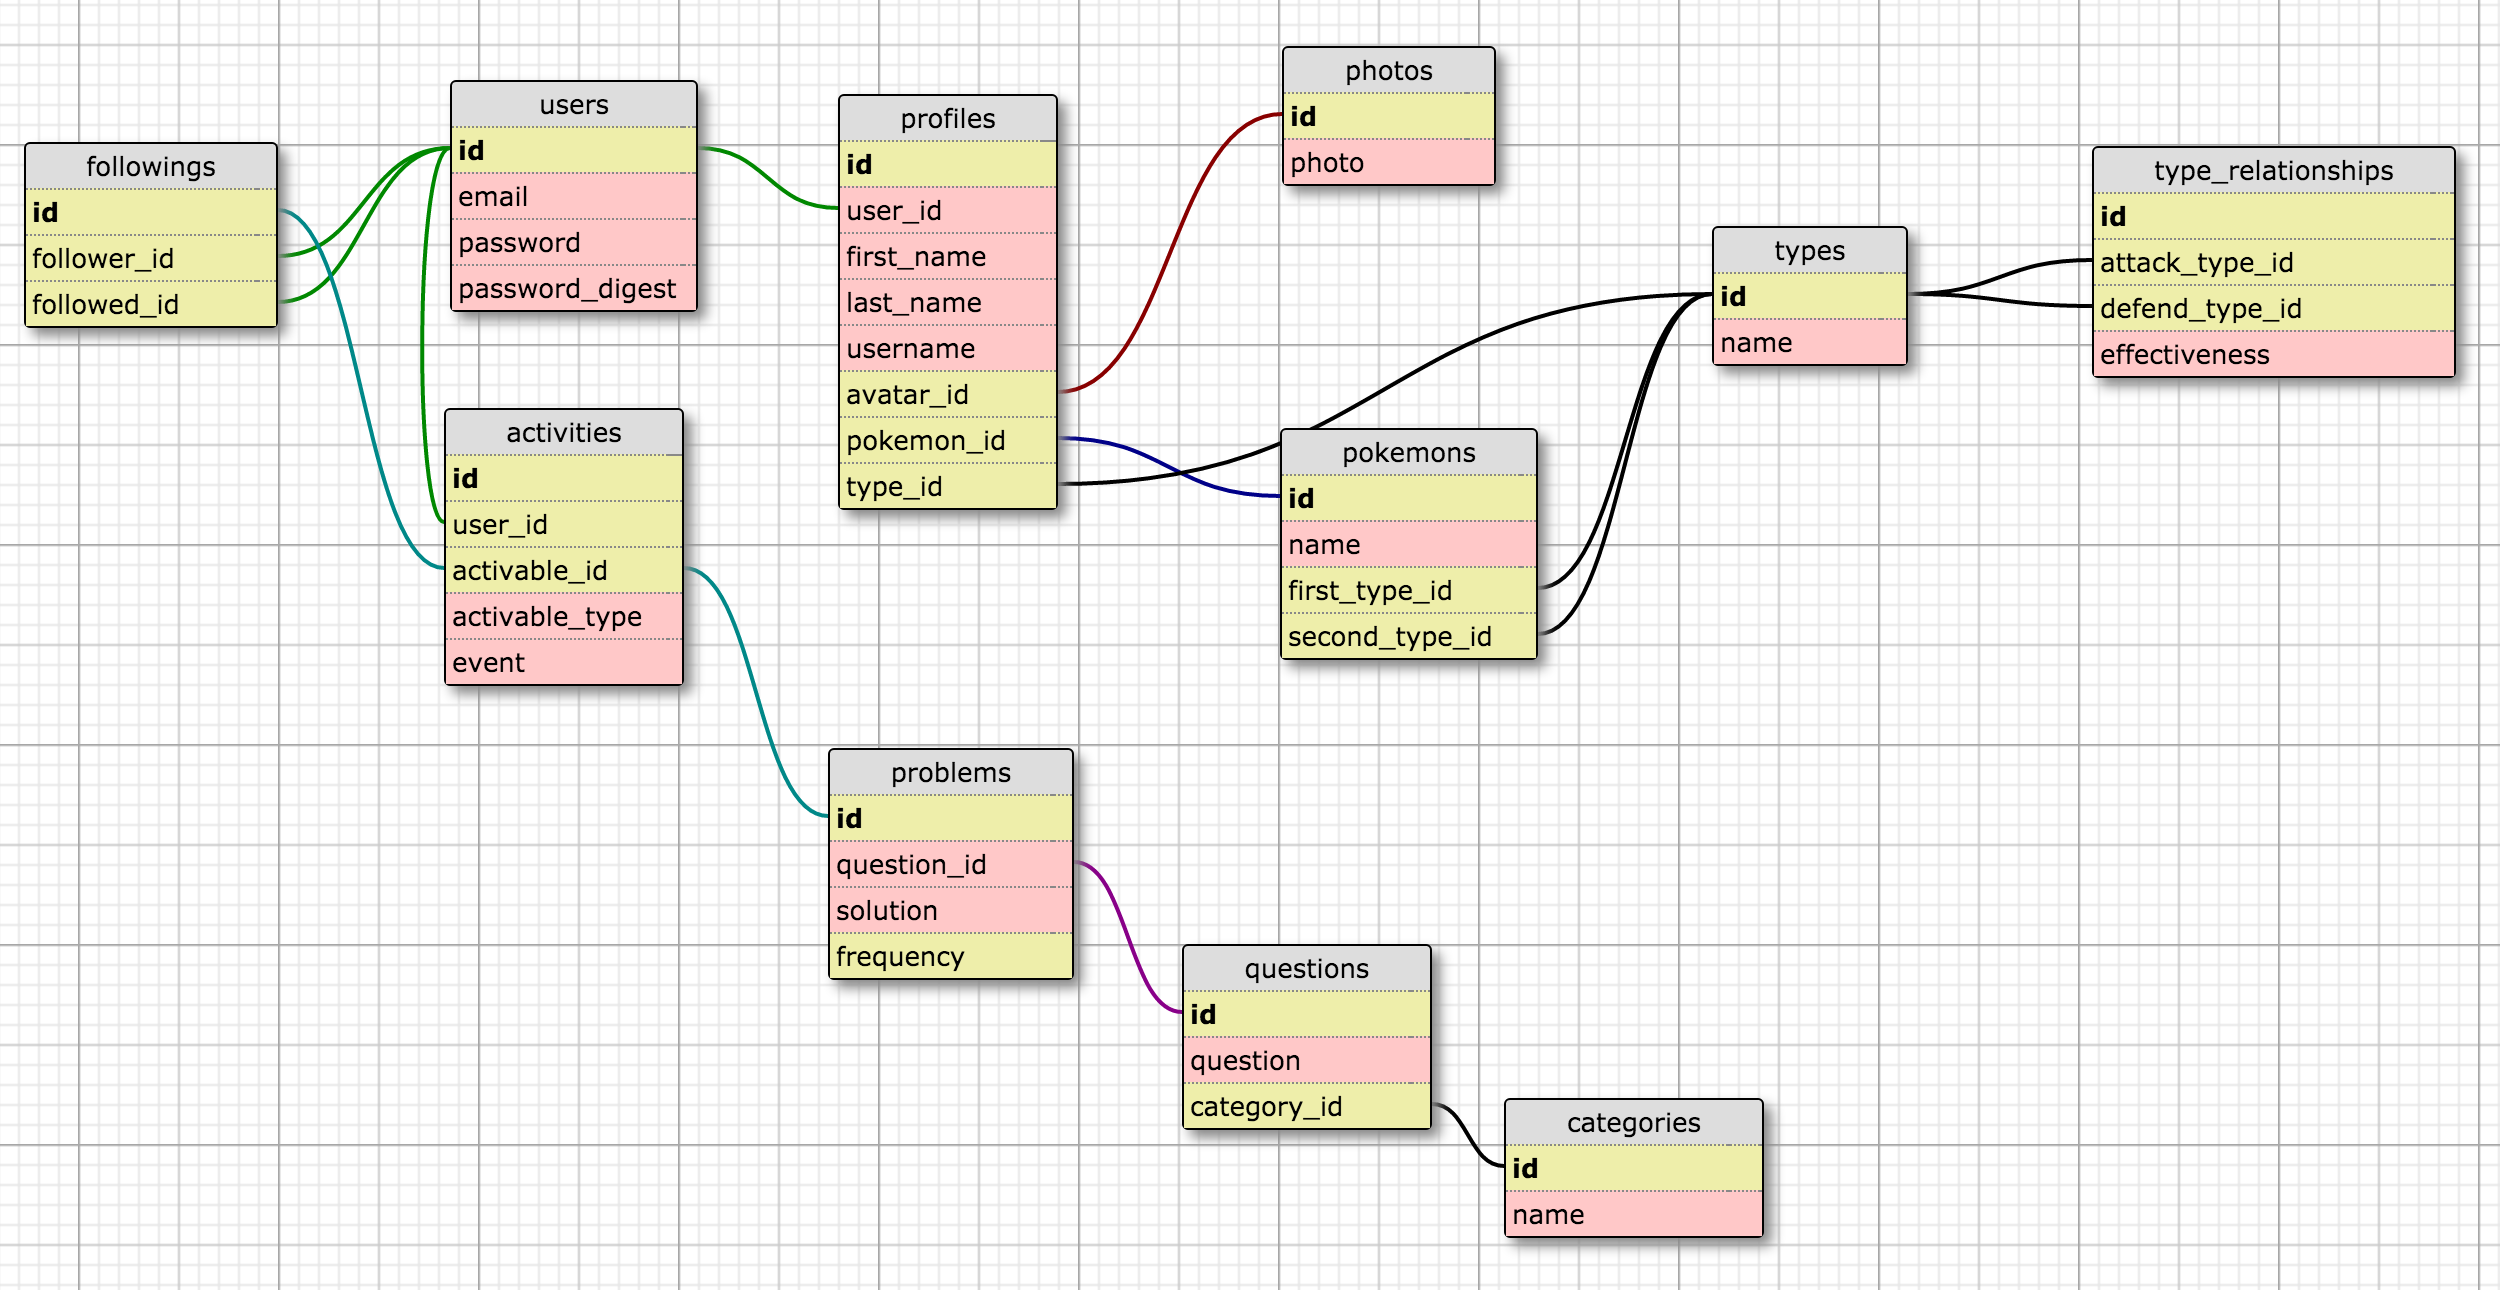 followings
id
follower_id
followed_id
users
id
email
password
password_digest
activities
id
user_id
activable_id
activable_type
event
profiles
id
user_id
first_name
last_name
username
avatar_id
pokemon_id
type_id
photos
id
photo
pokemons
id
name
first_type_id
second_type_id
types
id
name
type_relationships
id
attack_type_id
defend_type_id
effectiveness
problems
id
question_id
solution
frequency
questions
id
question
category_id
categories
id
name